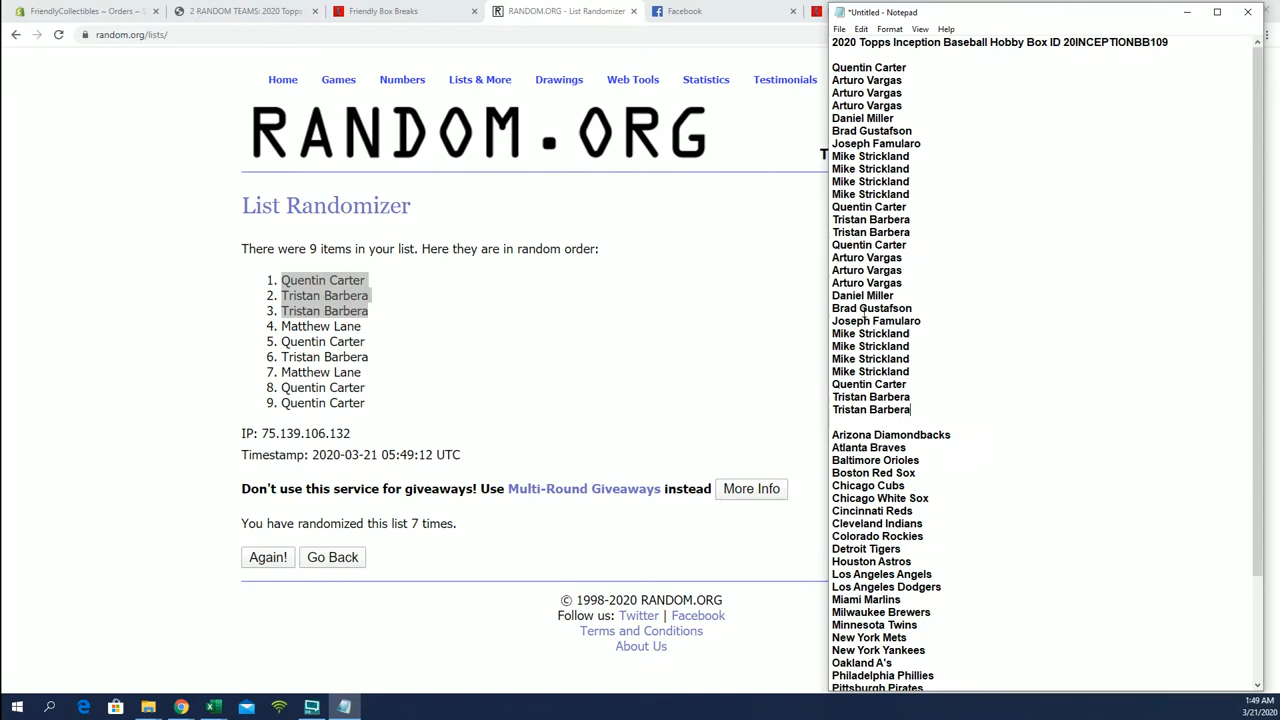 FriendlyCollectibles ~ Orders ~ S
2 RANDOM TEAMS: 2020 Topps
Friendly Box Breaks
RANDOM.ORG - List Randomizer
Facebook
random.org/lists/
Home
Games
Numbers
Lists & More
Drawings
Web Tools
Statistics
Testimonials
RANDOM.ORG
T
List Randomizer
There were 9 items in your list. Here they are in random order:
1. Quentin Carter
2. Tristan Barbera
3. Tristan Barbera
4. Matthew Lane
5. Quentin Carter
6. Tristan Barbera
7. Matthew Lane
8. Quentin Carter
9. Quentin Carter
IP: 75.139.106.132
Timestamp: 2020-03-21 05:49:12 UTC
Don't use this service for giveaways! Use Multi-Round Giveaways instead
More Info
You have randomized this list 7 times.
Again!
Go Back
© 1998-2020 RANDOM.ORG
Follow us: Twitter | Facebook
Terms and Conditions
About Us
*Untitled - Notepad
File Edit Format View Help
2020 Topps Inception Baseball Hobby Box ID 20INCEPTIONBB109
Quentin Carter
Arturo Vargas
Arturo Vargas
Arturo Vargas
Daniel Miller
Brad Gustafson
Joseph Famularo
Mike Strickland
Mike Strickland
Mike Strickland
Mike Strickland
Quentin Carter
Tristan Barbera
Tristan Barbera
Quentin Carter
Arturo Vargas
Arturo Vargas
Arturo Vargas
Daniel Miller
Brad Gustafson
Joseph Famularo
Mike Strickland
Mike Strickland
Mike Strickland
Mike Strickland
Quentin Carter
Tristan Barbera
Tristan Barbera
Arizona Diamondbacks
Atlanta Braves
Baltimore Orioles
Boston Red Sox
Chicago Cubs
Chicago White Sox
Cincinnati Reds
Cleveland Indians
Colorado Rockies
Detroit Tigers
Houston Astros
Los Angeles Angels
Los Angeles Dodgers
Miami Marlins
Milwaukee Brewers
Minnesota Twins
New York Mets
New York Yankees
Oakland A's
Philadelphia Phillies
Pittsburgh Pirates
1:49 AM
3/21/2020